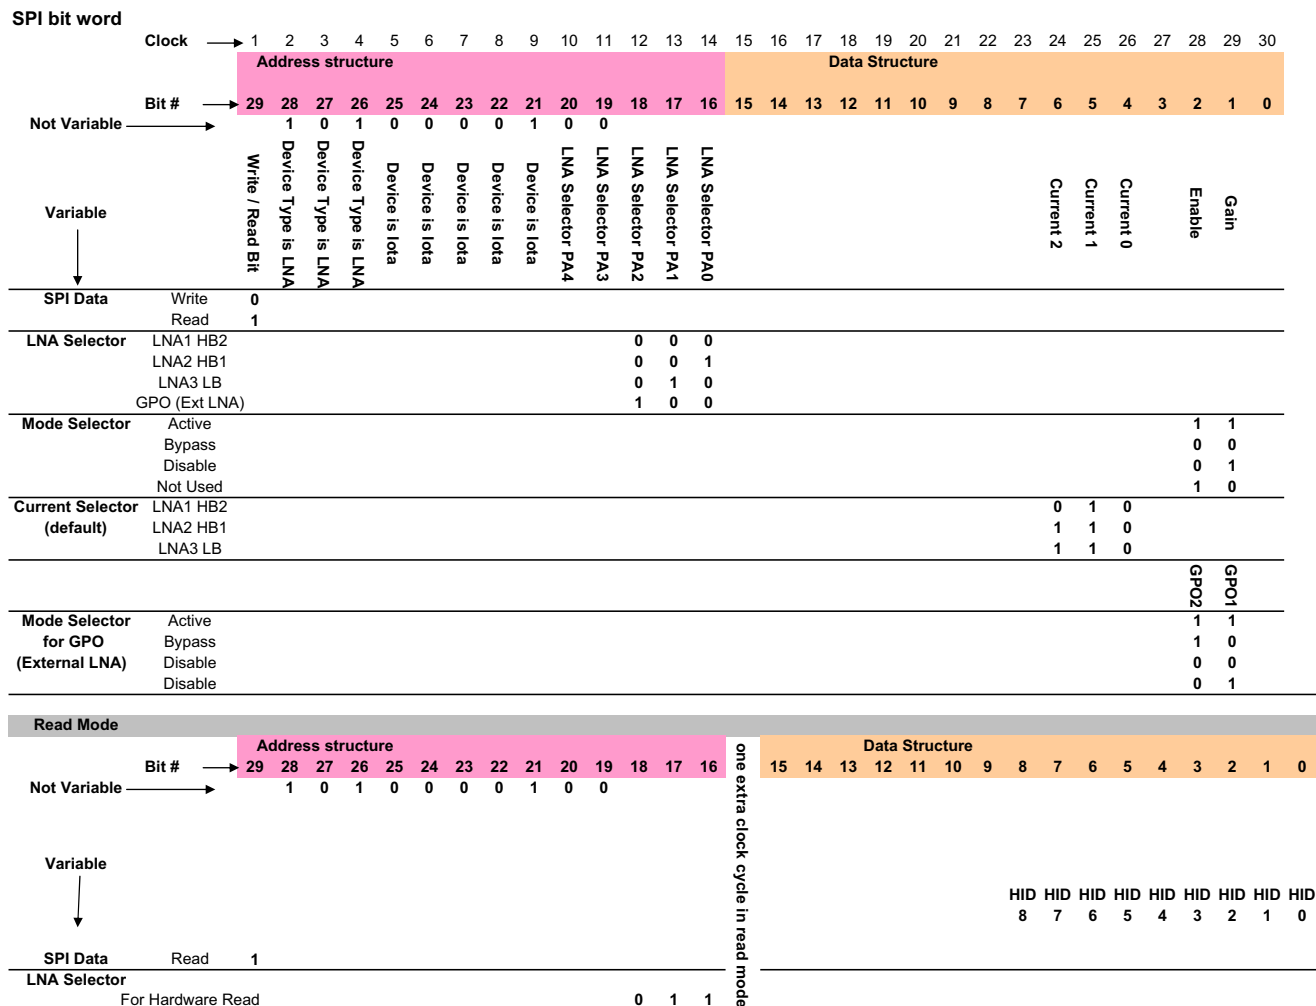 SPI bit word
Clock 1 2 3 4 5 6 7 8 9 10 11 12 13 14 15 16 17 18 19 20 21 22 23 24 25 26 27 28 29 30
Address structure Data Structure
Bit # 29 28 27 26 25 24 23 22 21 20 19 18 17 16 15 14 13 12 11 10 9 8 7 6 5 4 3 2 1 0
Not Variable 1 0 1 0 0 0 0 1 0 0
Variable
Write / Read Bit
Device Type is LNA
Device Type is LNA
Device Type is LNA
Device is Iota
Device is Iota
Device is Iota
Device is Iota
Device is Iota
LNA Selector PA4
LNA Selector PA3
LNA Selector PA2
LNA Selector PA1
LNA Selector PA0
Current 2
Current 1
Current 0
Enable
Gain
SPI Data Write 0
Read 1
LNA Selector LNA1 HB2 0 0 0
LNA2 HB1 0 0 1
LNA3 LB 0 1 0
GPO (Ext LNA) 1 0 0
Mode Selector Active 1 1
Bypass 0 0
Disable 0 1
Not Used 1 0
Current Selector LNA1 HB2 0 1 0
(default) LNA2 HB1 1 1 0
LNA3 LB 1 1 0
GPO2
GPO1
Mode Selector Active 1 1
for GPO Bypass 1 0
(External LNA) Disable 0 0
Disable 0 1
Read Mode
Address structure Data Structure
Bit # 29 28 27 26 25 24 23 22 21 20 19 18 17 16 15 14 13 12 11 10 9 8 7 6 5 4 3 2 1 0
Not Variable 1 0 1 0 0 0 0 1 0 0
one extra clock cycle in read mode
Variable
HID HID HID HID HID HID HID HID HID
8 7 6 5 4 3 2 1 0
SPI Data Read 1
LNA Selector
For Hardware Read 0 1 1